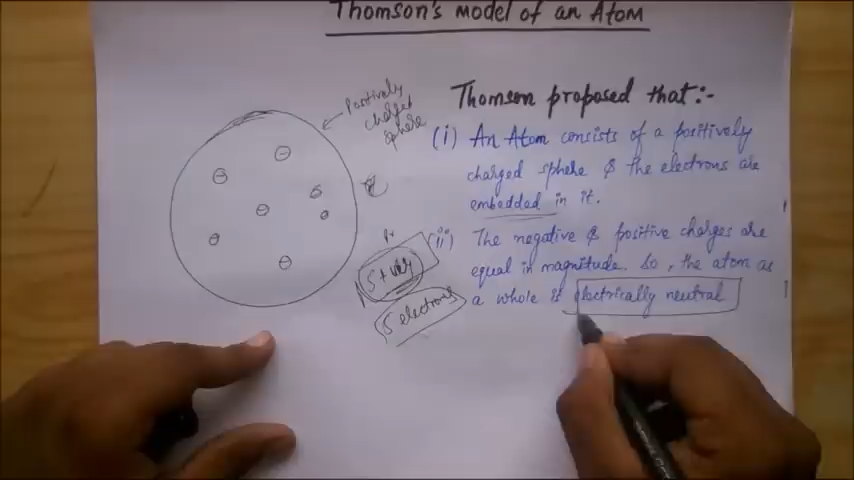 Thomson's model of an Atom
Positively
charged
sphere
Thomson proposed that:-
(i) An Atom consists of a positively
charged sphere & the electrons are
embedded in it.
(ii) The negative & positive charges are
equal in magnitude. So, the atom as
a whole is electrically neutral
5 electrons